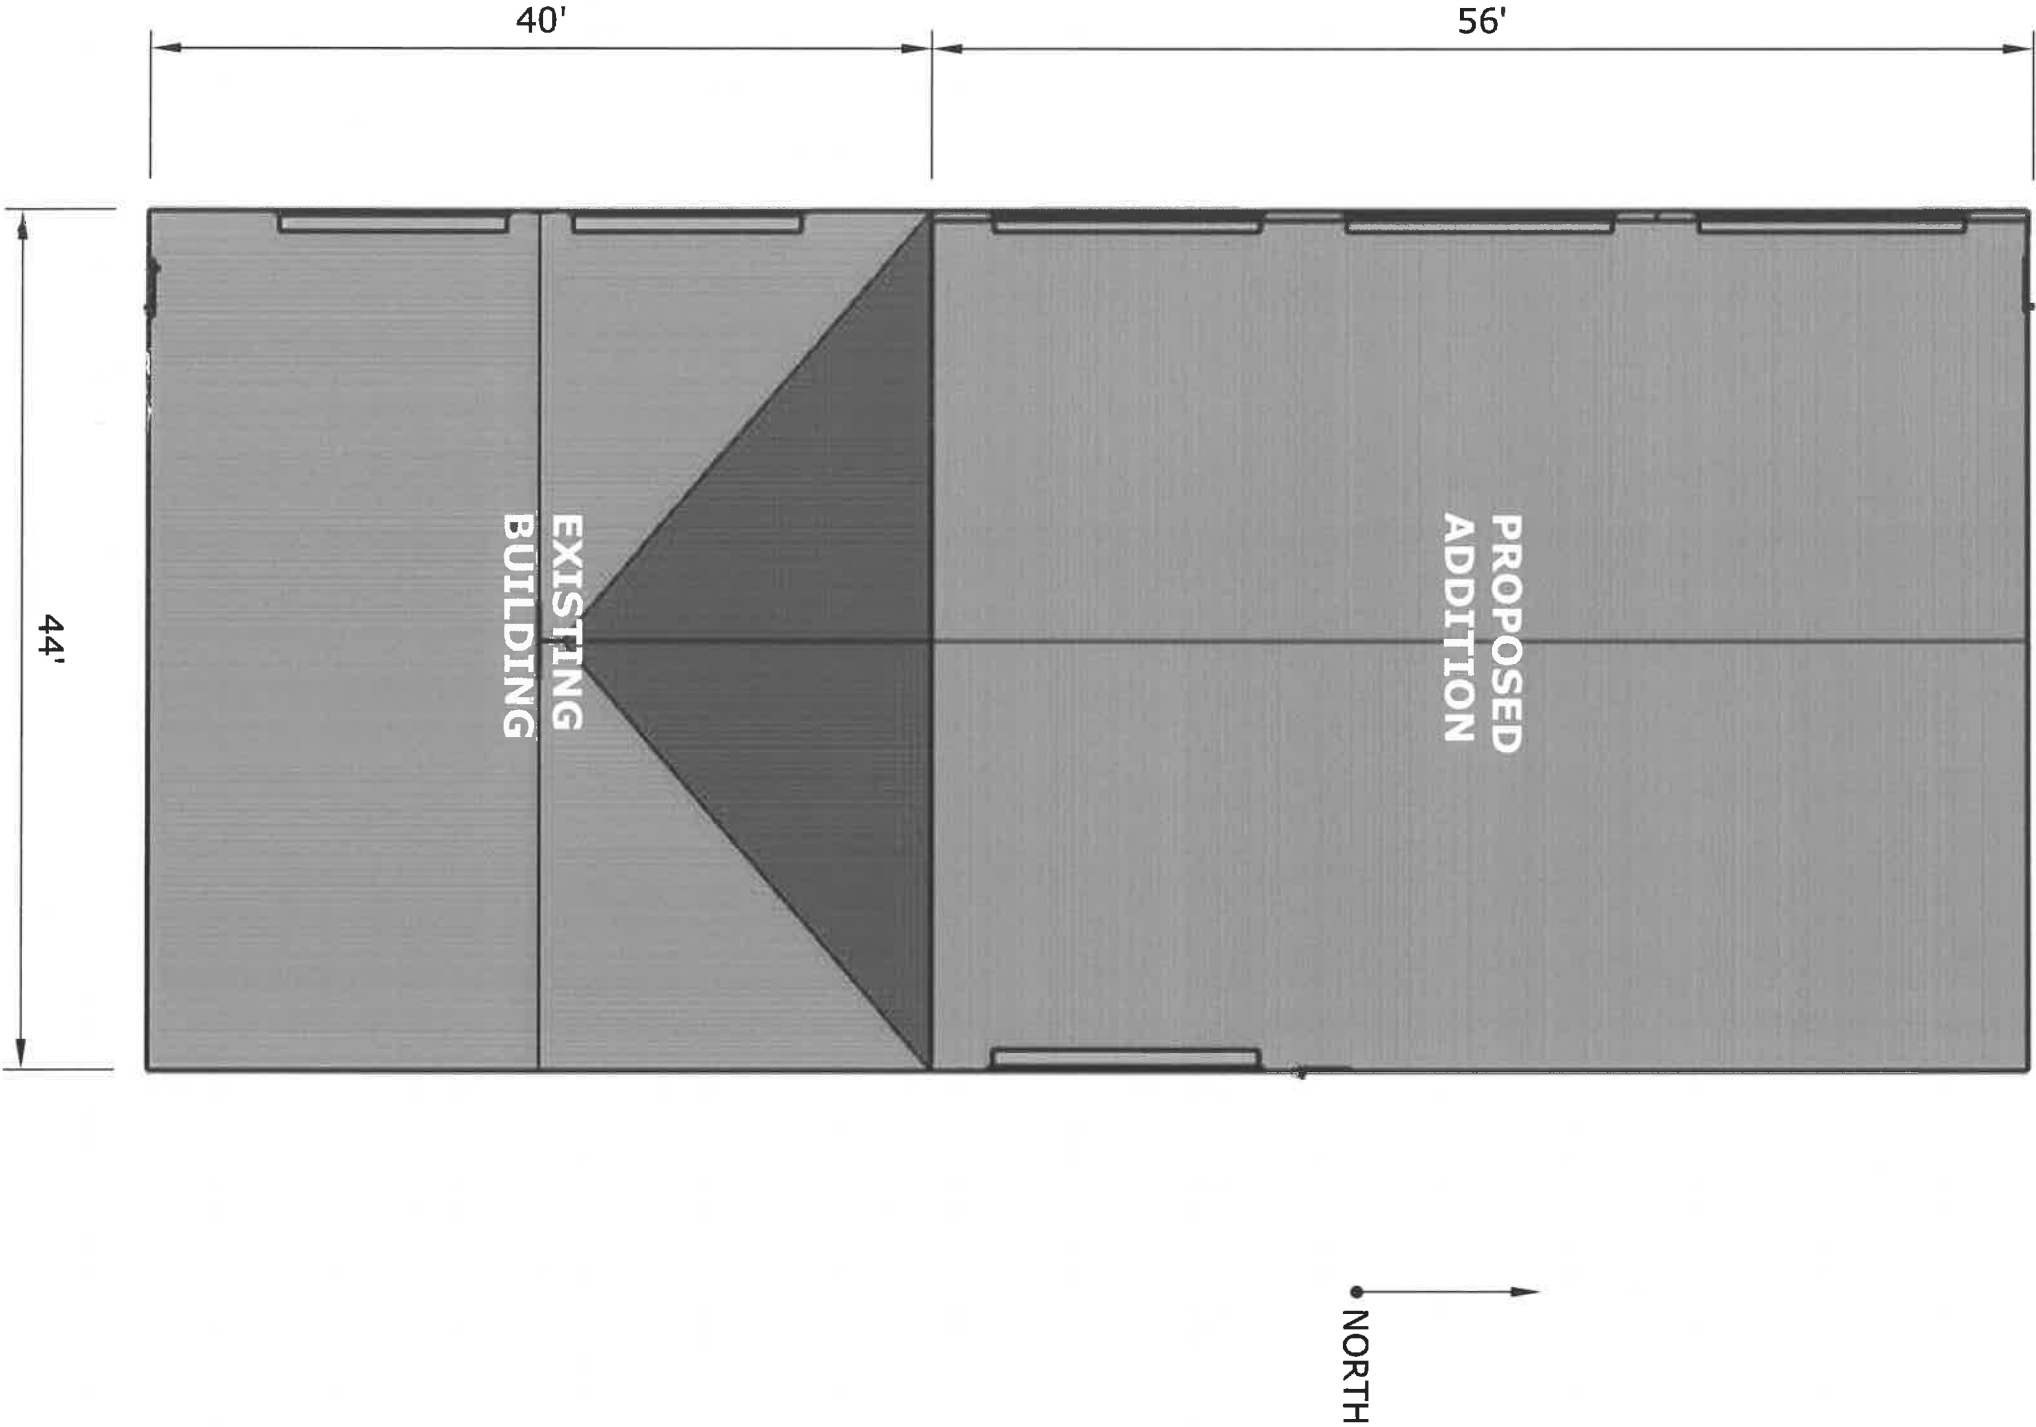 40'
56'
44'
EXISTING
BUILDING
PROPOSED
ADDITION
NORTH